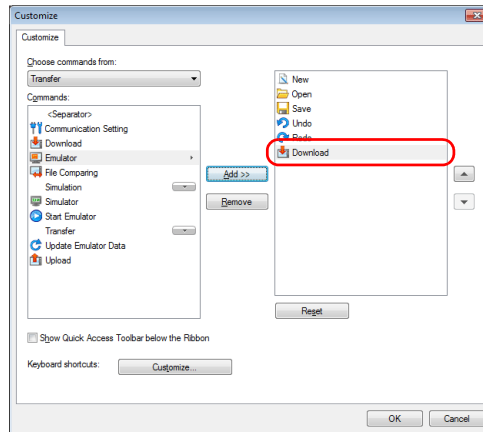 Customize
Customize
Choose commands from:
Transfer
Commands:
<Separator>
Communication Setting
Download
Emulator
File Comparing
Simulation
Simulator
Start Emulator
Transfer
Update Emulator Data
Upload
Add >>
Remove
New
Open
Save
Undo
Redo
Download
Reset
Show Quick Access Toolbar below the Ribbon
Keyboard shortcuts:
Customize...
OK
Cancel